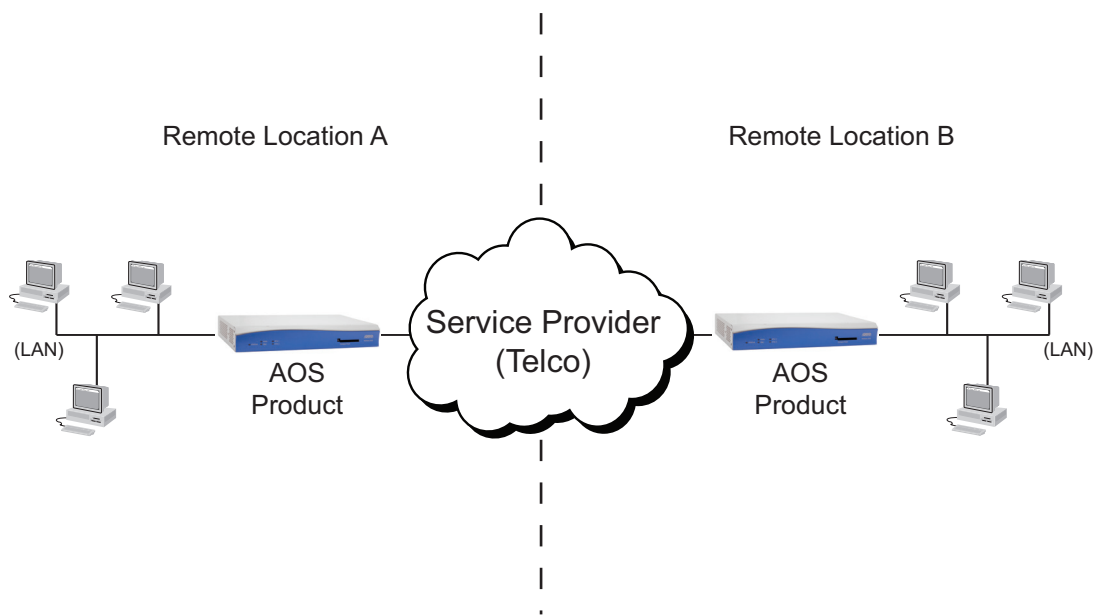 Remote Location A
Remote Location B
Service Provider
(Telco)
(LAN)
AOS
Product
AOS
Product
(LAN)